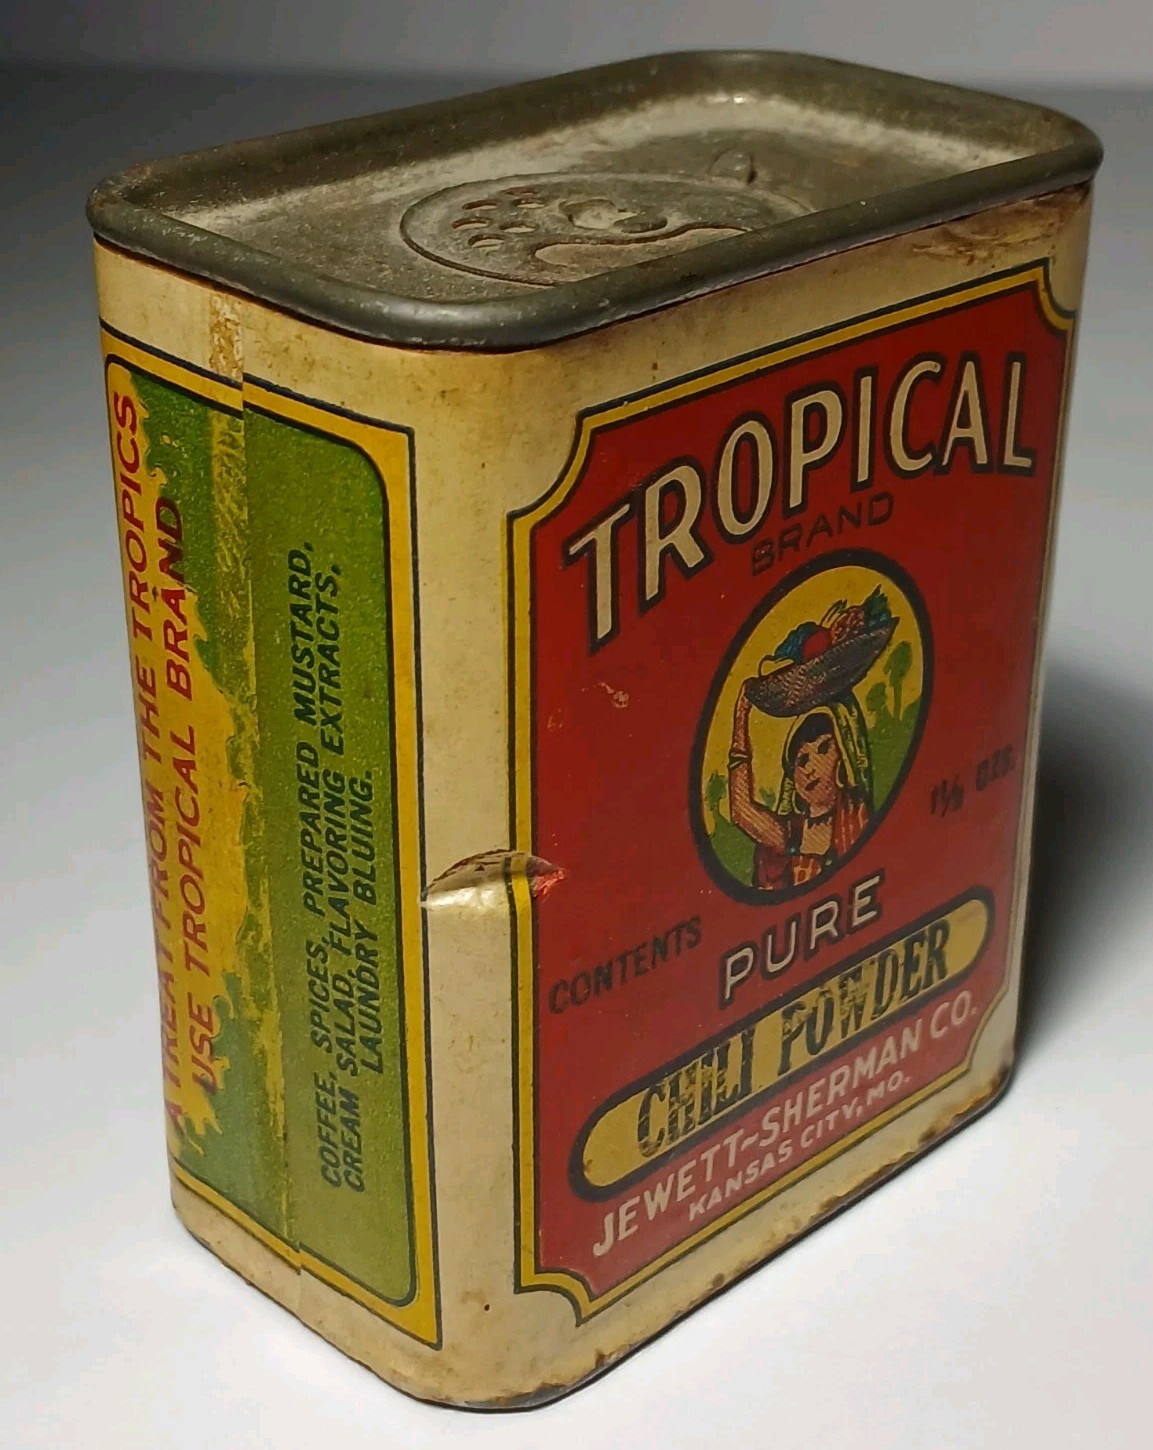 TROPICAL
BRAND
CONTENTS 1½ OZS.
PURE
CHILI POWDER
JEWETT~SHERMAN CO.
KANSAS CITY, MO.
A TREAT FROM THE TROPICS
USE TROPICAL BRAND
COFFEE, SPICES, PREPARED MUSTARD,
CREAM SALAD, FLAVORING EXTRACTS,
LAUNDRY BLUING.